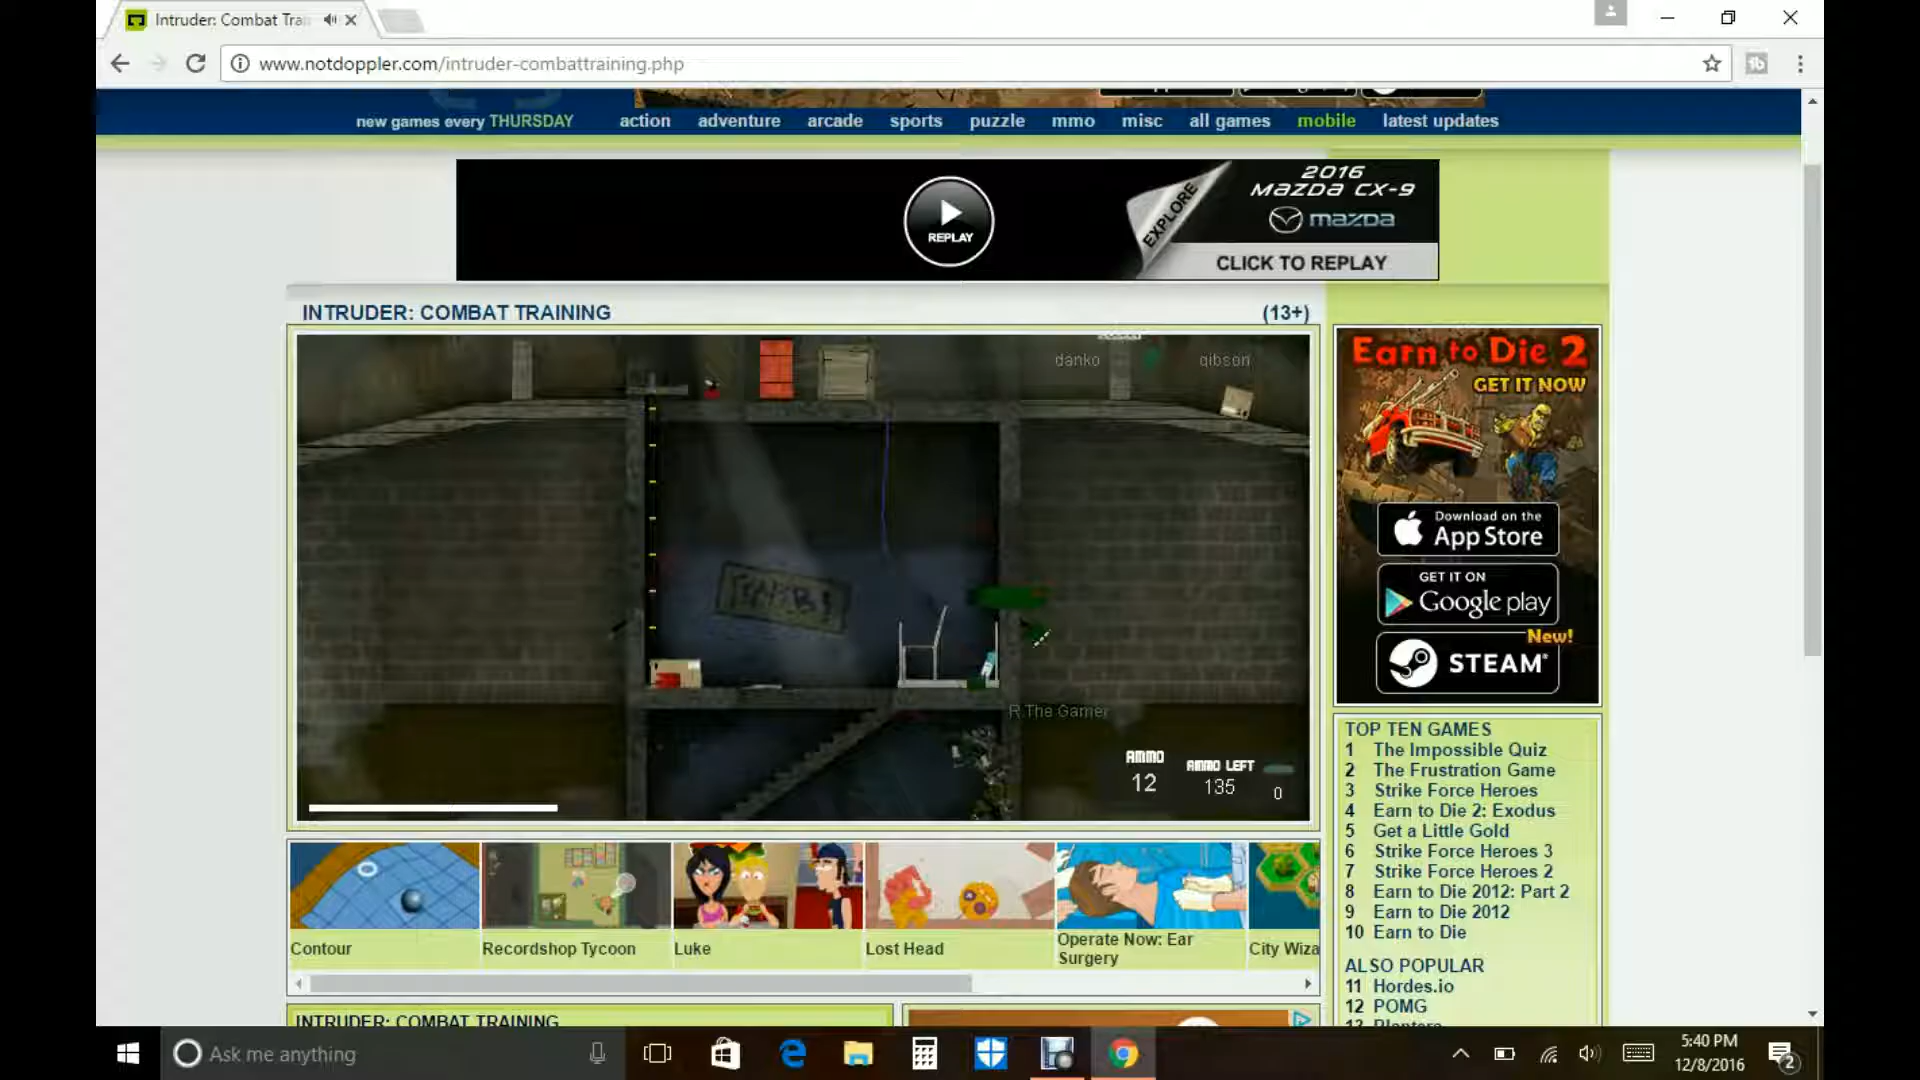 Intruder: Combat Trai
www.notdoppler.com/intruder-combattraining.php
new games every THURSDAY
action
adventure
arcade
sports
puzzle
mmo
misc
all games
mobile
latest updates
REPLAY
EXPLORE
2016
mazda CX-9
mazda
CLICK TO REPLAY
INTRUDER: COMBAT TRAINING
(13+)
danko
gibson
R.The Gamer
AMMO
12
AMMO LEFT
135
0
Earn to Die 2
GET IT NOW
Download on the
App Store
GET IT ON
Google play
New!
STEAM
TOP TEN GAMES
1 The Impossible Quiz
2 The Frustration Game
3 Strike Force Heroes
4 Earn to Die 2: Exodus
5 Get a Little Gold
6 Strike Force Heroes 3
7 Strike Force Heroes 2
8 Earn to Die 2012: Part 2
9 Earn to Die 2012
10 Earn to Die
ALSO POPULAR
11 Hordes.io
12 POMG
Contour
Recordshop Tycoon
Luke
Lost Head
Operate Now: Ear
Surgery
City Wiza
INTRUDER: COMBAT TRAINING
Ask me anything
5:40 PM
12/8/2016
2